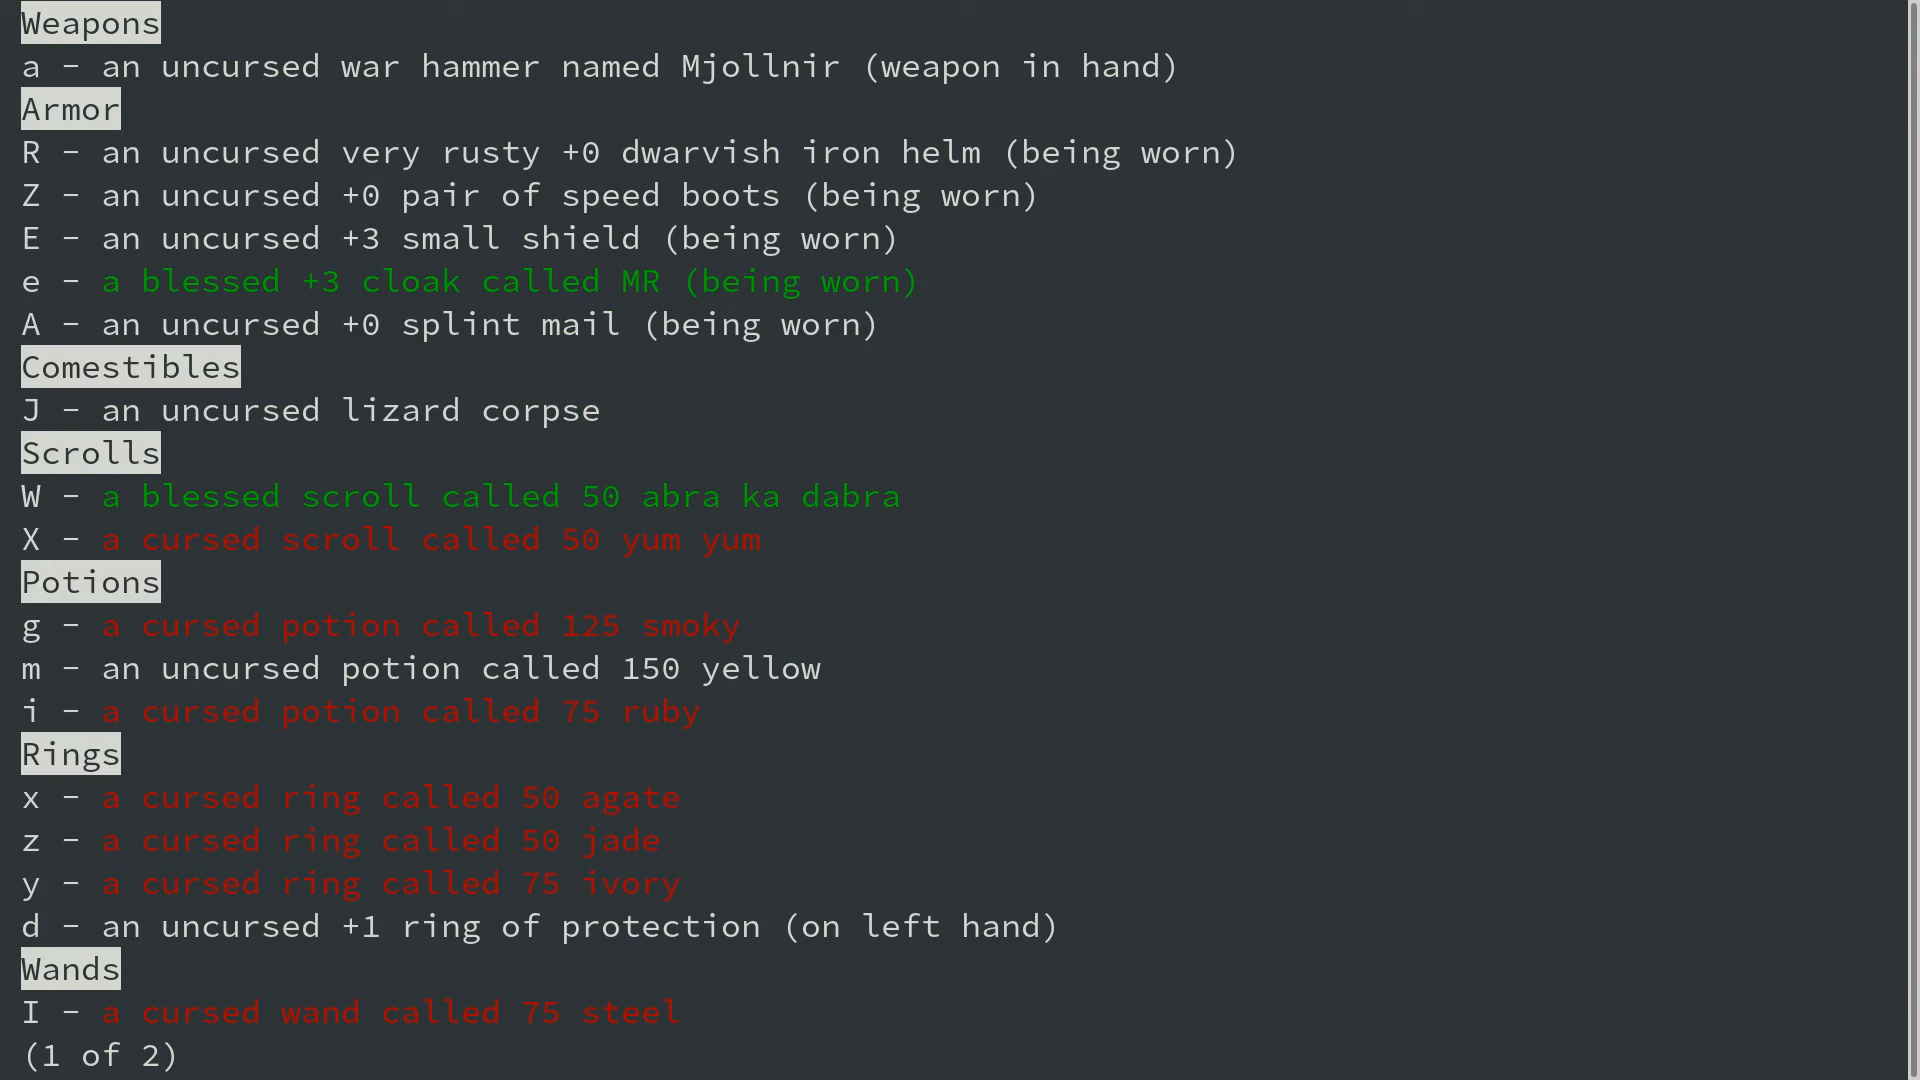 Weapons
a - an uncursed war hammer named Mjollnir (weapon in hand)
Armor
R - an uncursed very rusty +0 dwarvish iron helm (being worn)
Z - an uncursed +0 pair of speed boots (being worn)
E - an uncursed +3 small shield (being worn)
e - a blessed +3 cloak called MR (being worn)
A - an uncursed +0 splint mail (being worn)
Comestibles
J - an uncursed lizard corpse
Scrolls
W - a blessed scroll called 50 abra ka dabra
X - a cursed scroll called 50 yum yum
Potions
g - a cursed potion called 125 smoky
m - an uncursed potion called 150 yellow
i - a cursed potion called 75 ruby
Rings
x - a cursed ring called 50 agate
z - a cursed ring called 50 jade
y - a cursed ring called 75 ivory
d - an uncursed +1 ring of protection (on left hand)
Wands
I - a cursed wand called 75 steel
(1 of 2)